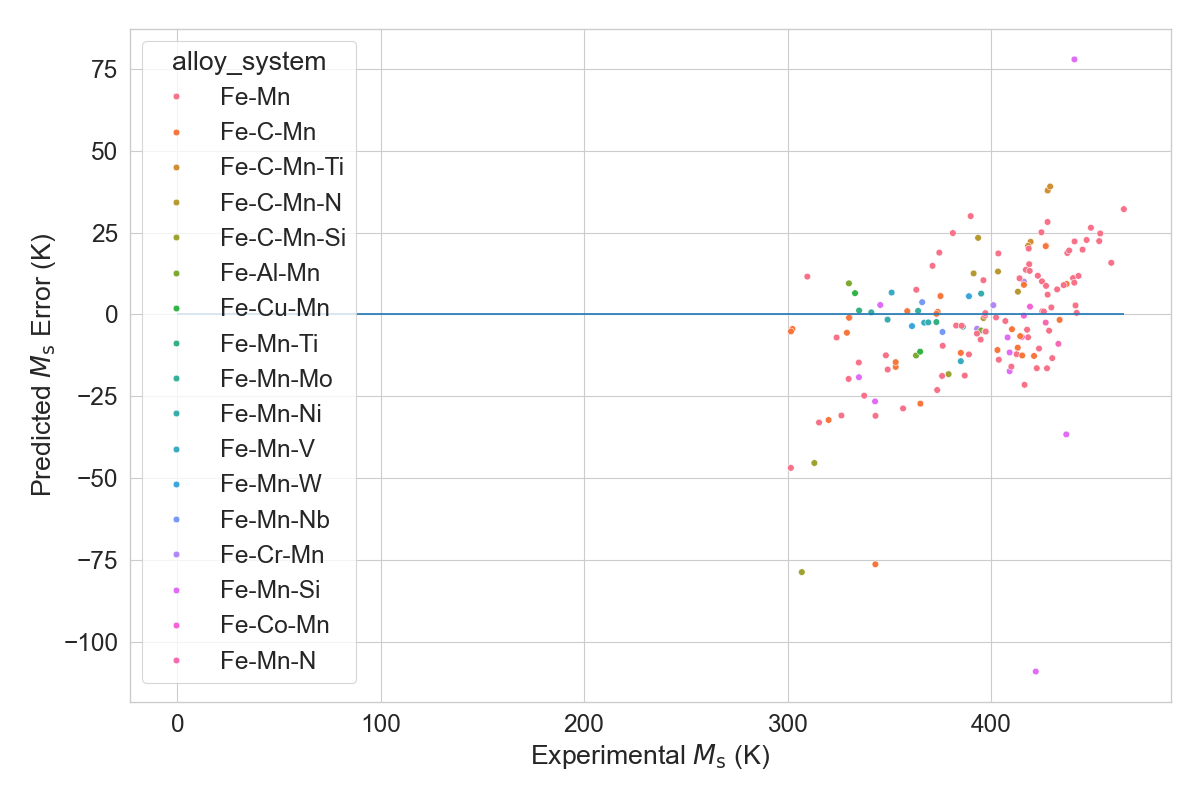 75
50
25
0
−25
−50
−75
−100
Predicted Ms Error (K)
alloy_system
Fe-Mn
Fe-C-Mn
Fe-C-Mn-Ti
Fe-C-Mn-N
Fe-C-Mn-Si
Fe-Al-Mn
Fe-Cu-Mn
Fe-Mn-Ti
Fe-Mn-Mo
Fe-Mn-Ni
Fe-Mn-V
Fe-Mn-W
Fe-Mn-Nb
Fe-Cr-Mn
Fe-Mn-Si
Fe-Co-Mn
Fe-Mn-N
0 100 200 300 400
Experimental Ms (K)